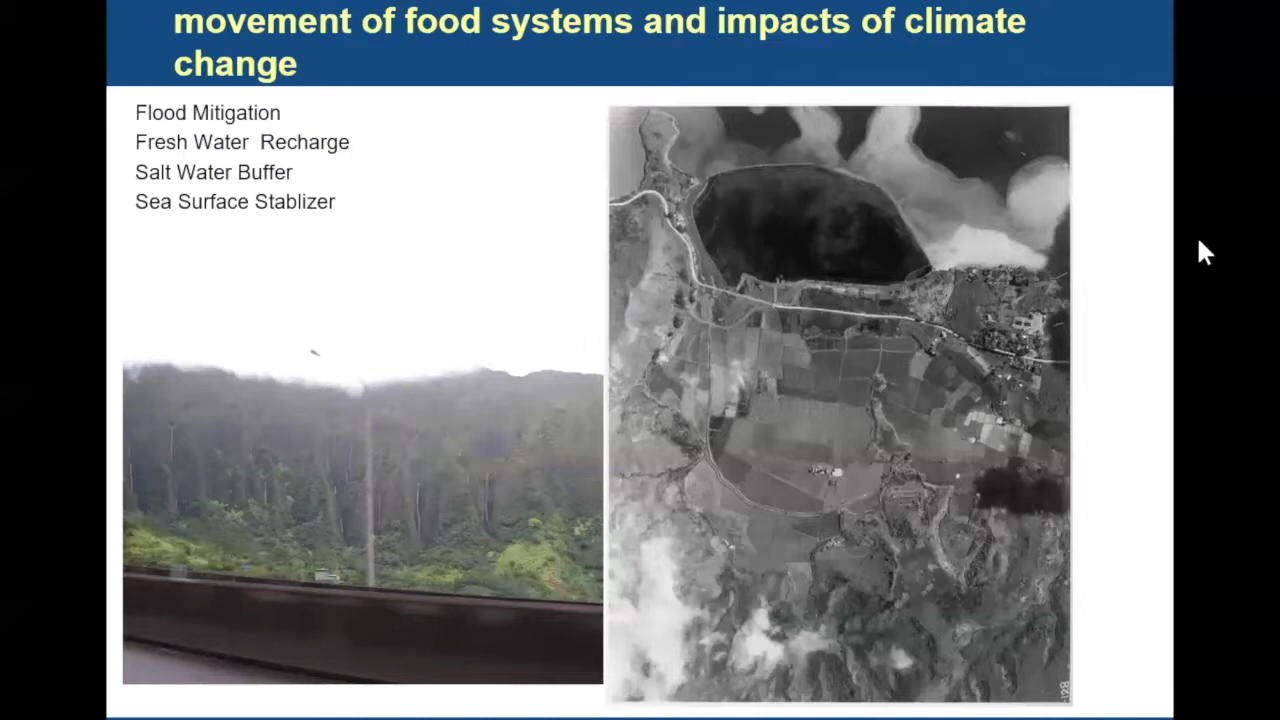 movement of food systems and impacts of climate
change
Flood Mitigation
Fresh Water Recharge
Salt Water Buffer
Sea Surface Stablizer
128